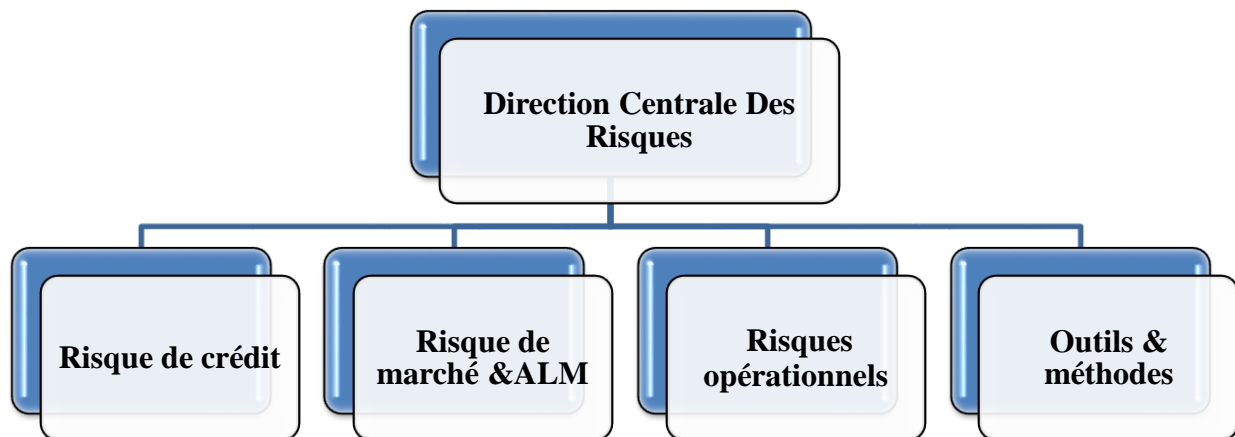 Direction Centrale Des
Risques
Risque de crédit
Risque de
marché &ALM
Risques
opérationnels
Outils &
méthodes